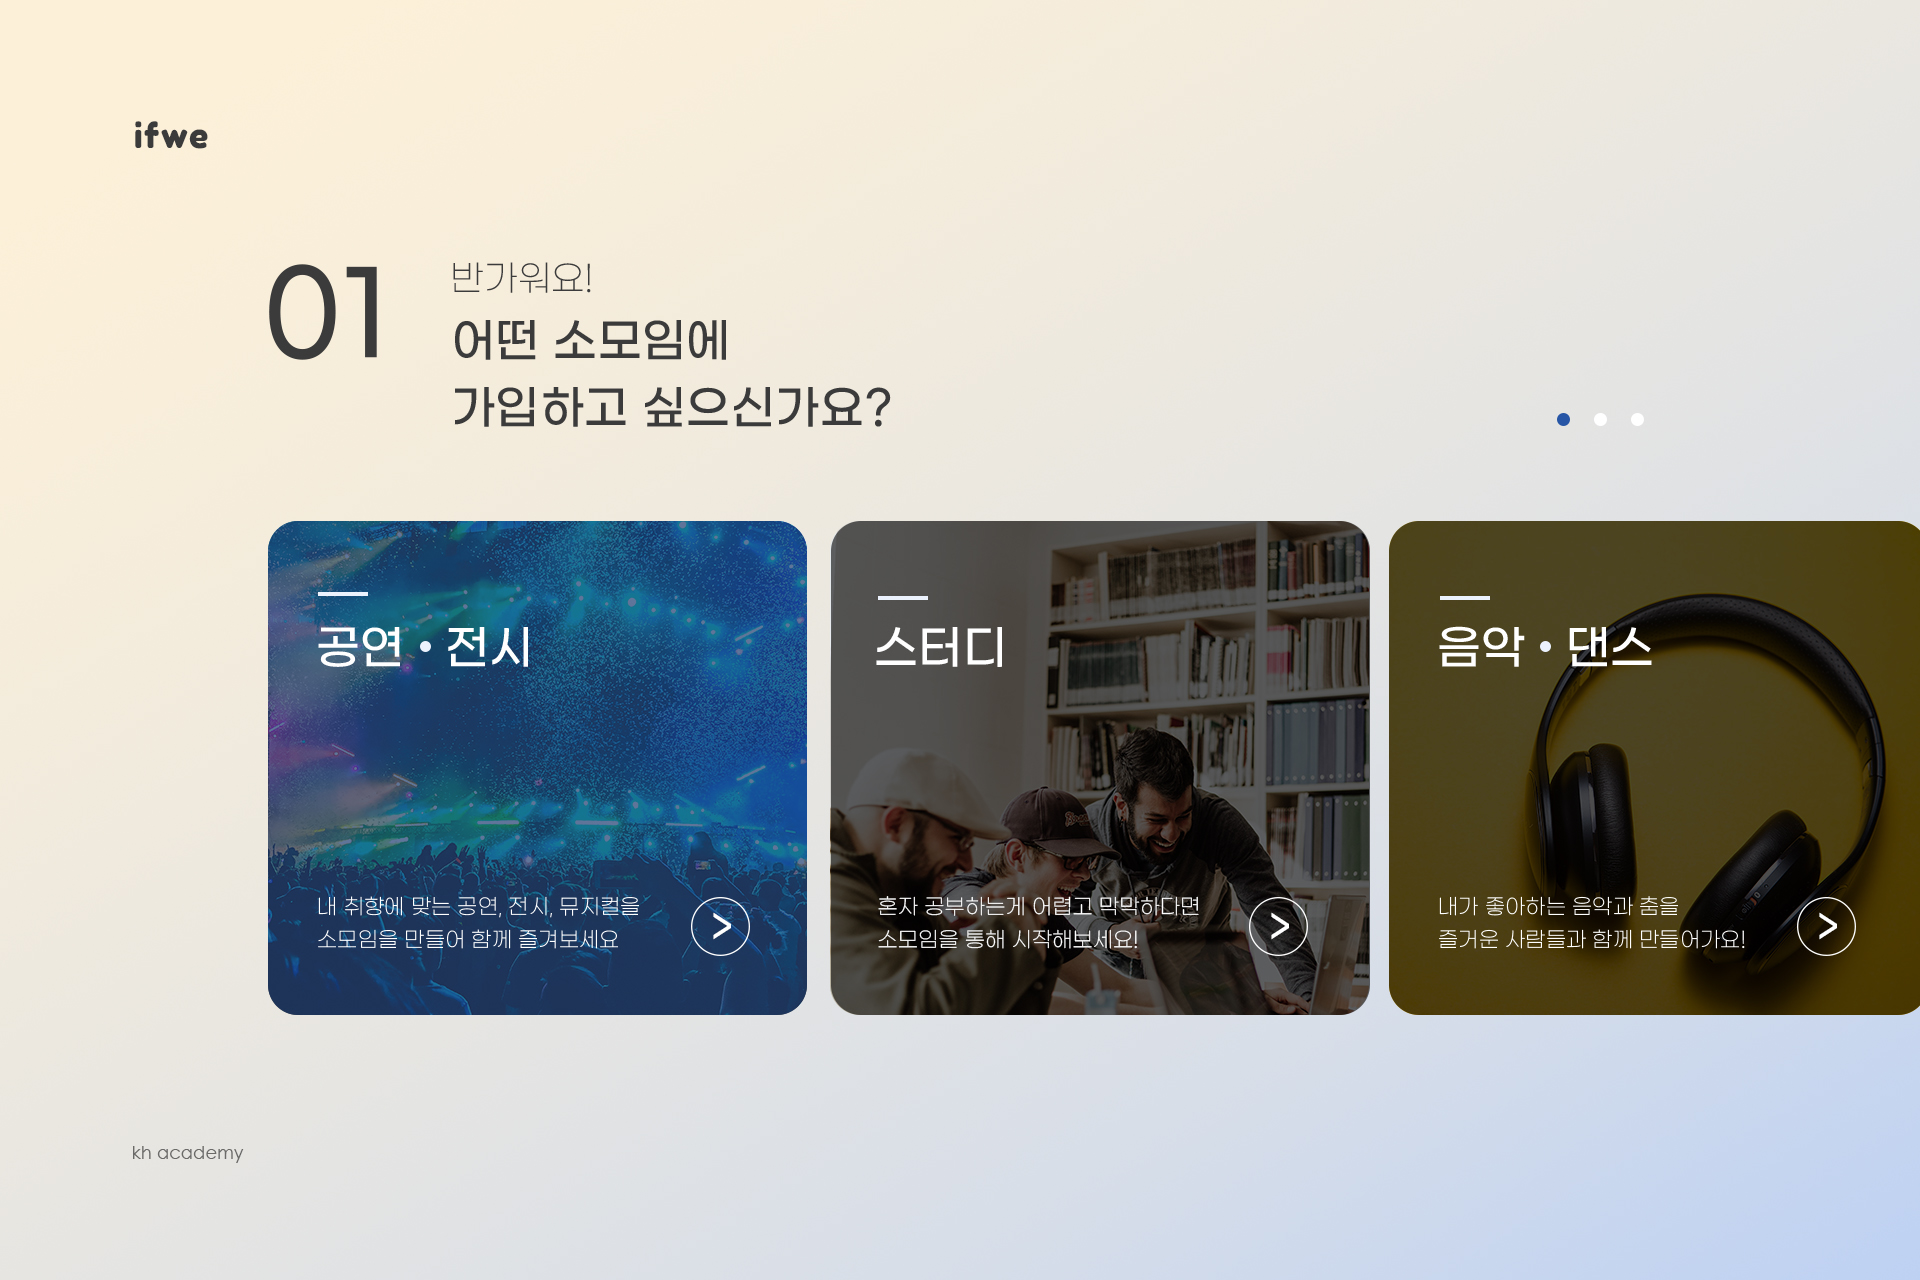 ifwe
01
반가워요!
어떤 소모임에
가입하고 싶으신가요?
공연 • 전시
내 취향에 맞는 공연, 전시, 뮤지컬을
소모임을 만들어 함께 즐겨보세요
스터디
혼자 공부하는게 어렵고 막막하다면
소모임을 통해 시작해보세요!
음악 • 댄스
내가 좋아하는 음악과 춤을
즐거운 사람들과 함께 만들어가요!
kh academy